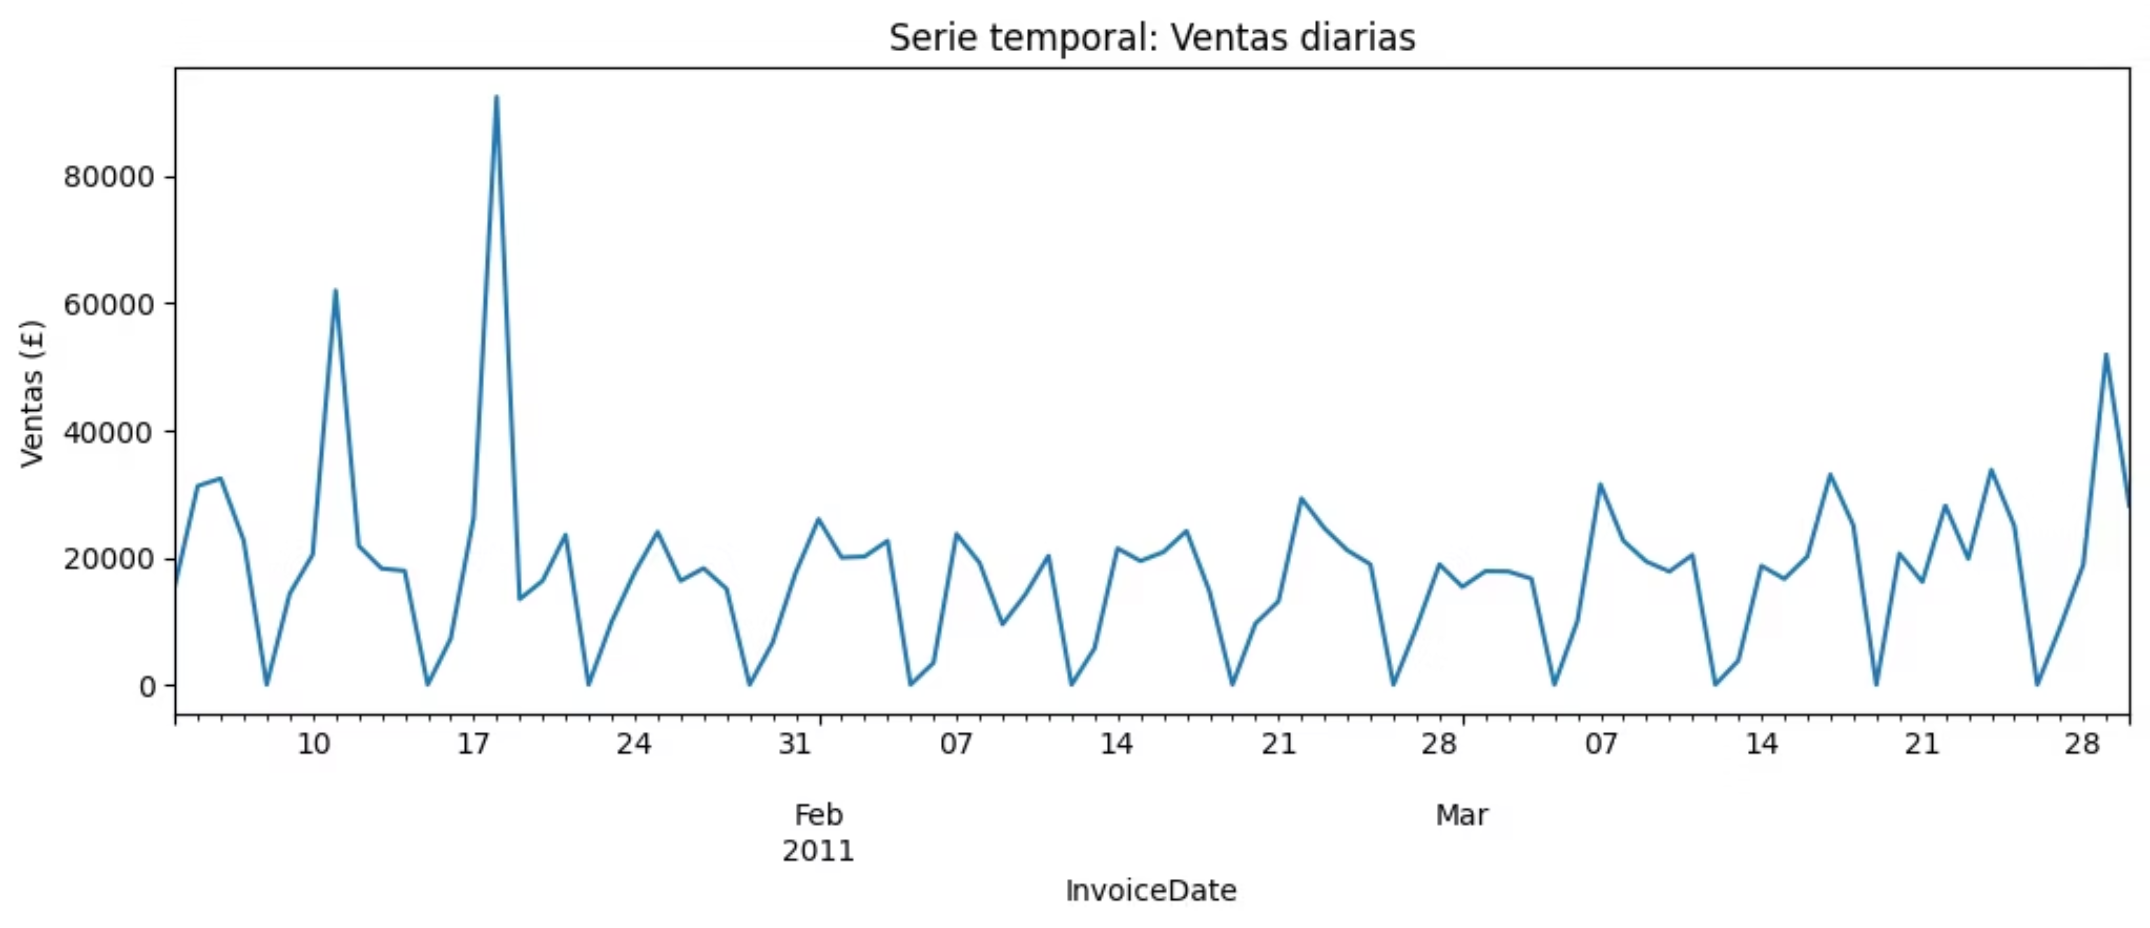 Serie temporal: Ventas diarias
Ventas (£)
80000
60000
40000
20000
0
10 17 24 31 07 14 21 28 07 14 21 28
Feb Mar
2011
InvoiceDate